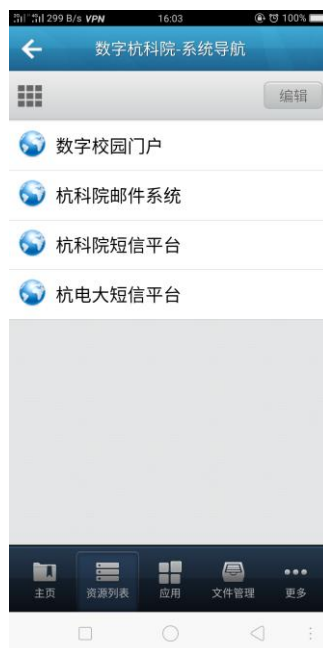 299 B/s VPN 16:03 100%
数字杭科院-系统导航
编辑
数字校园门户
杭科院邮件系统
杭科院短信平台
杭电大短信平台
主页 资源列表 应用 文件管理 更多